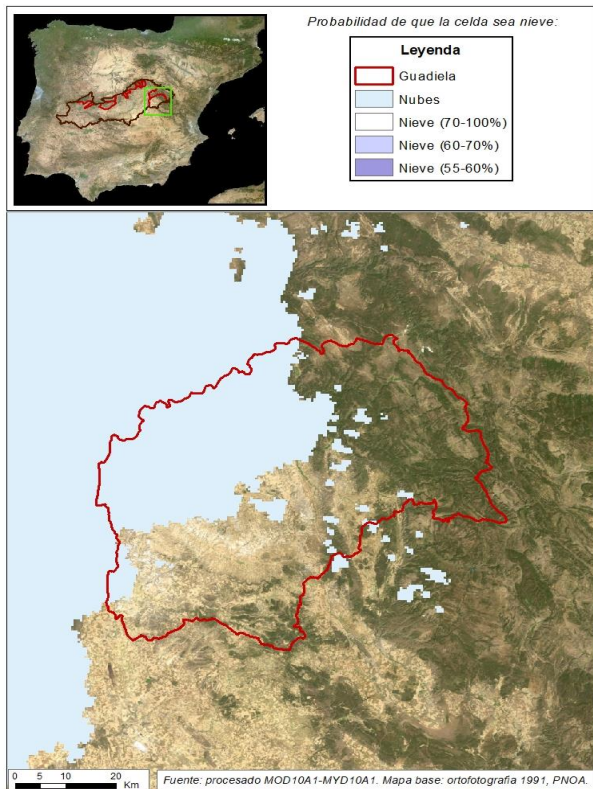 Probabilidad de que la celda sea nieve:
Leyenda
Guadiela
Nubes
Nieve (70-100%)
Nieve (60-70%)
Nieve (55-60%)
0 5 10 20
Km
Fuente: procesado MOD10A1-MYD10A1. Mapa base: ortofotografia 1991, PNOA.